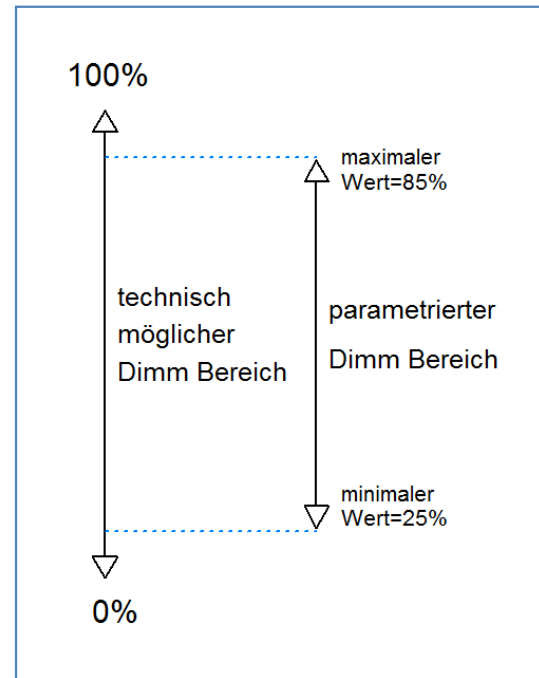 100%
maximaler
Wert=85%
technisch
möglicher
Dimm Bereich
parametrierter
Dimm Bereich
minimaler
Wert=25%
0%